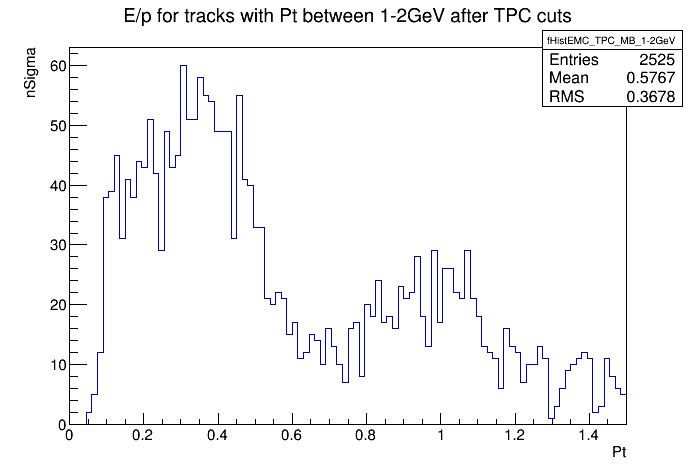 E/p for tracks with Pt between 1-2GeV after TPC cuts
fHistEMC_TPC_MB_1-2GeV
Entries 2525
Mean 0.5767
RMS 0.3678
nSigma
60
50
40
30
20
10
0
0 0.2 0.4 0.6 0.8 1 1.2 1.4
Pt